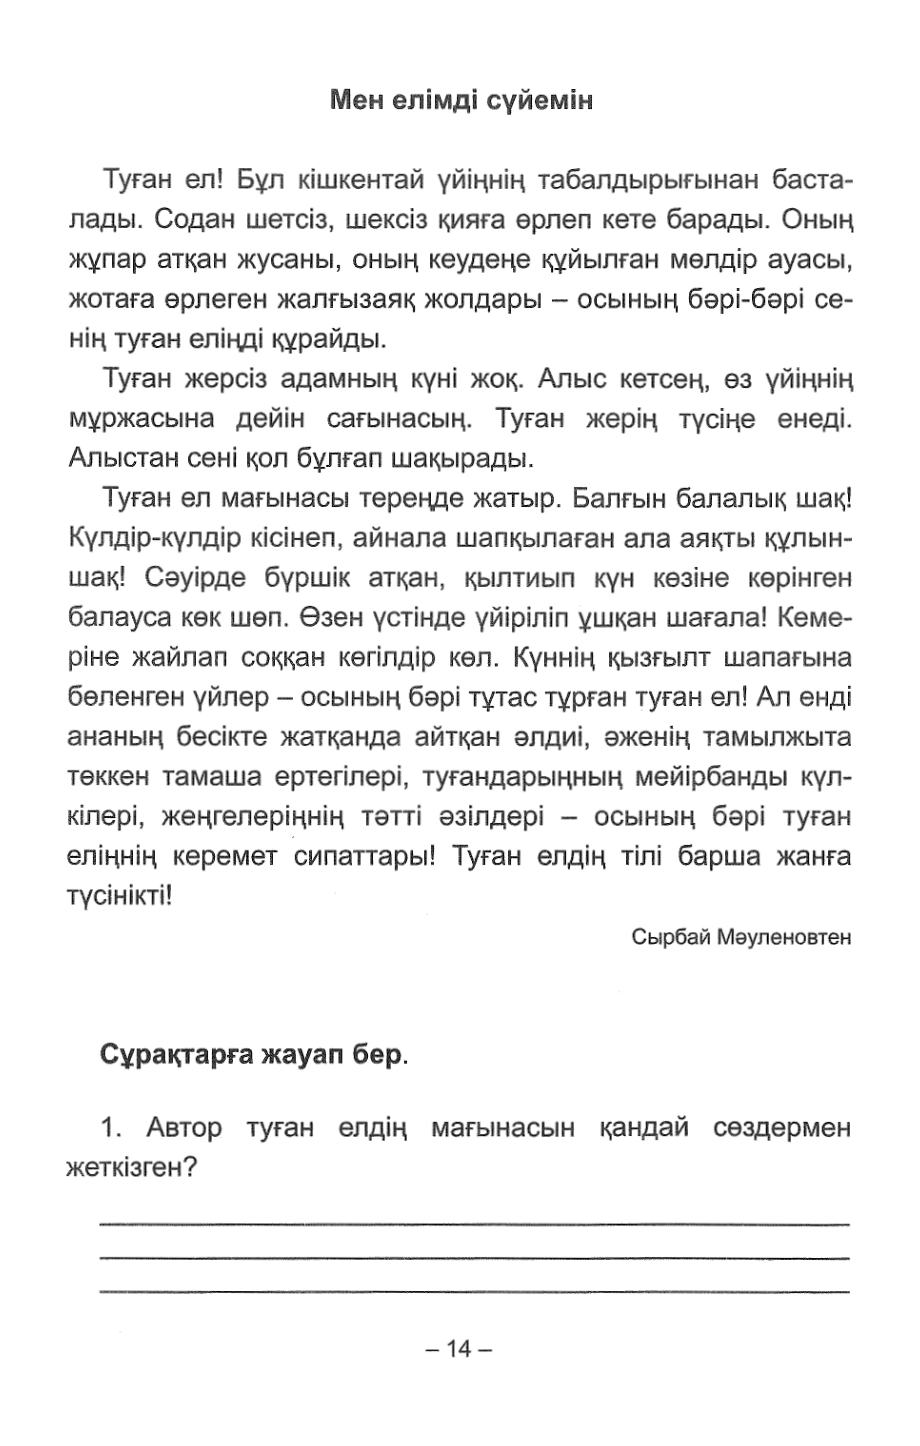 Мен елімді сүйемін
Туған ел! Бұл кішкентай үйіңнің табалдырығынан баста-
лады. Содан шетсіз, шексіз қияға өрлеп кете барады. Оның
жұпар атқан жусаны, оның кеудеңе құйылған мөлдір ауасы,
жотаға өрлеген жалғызаяқ жолдары – осының бәрі-бәрі се-
нің туған еліңді құрайды.
Туған жерсіз адамның күні жоқ. Алыс кетсең, өз үйіңнің
мұржасына дейін сағынасың. Туған жерің түсіңе енеді.
Алыстан сені қол бұлғап шақырады.
Туған ел мағынасы тереңде жатыр. Балғын балалық шақ!
Күлдір-күлдір кісінеп, айнала шапқылаған ала аяқты құлын-
шақ! Сәуірде бүршік атқан, қылтиып күн көзіне көрінген
балауса көк шөп. Өзен үстінде үйіріліп ұшқан шағала! Кеме-
ріне жайлап соққан көгілдір көл. Күннің қызғылт шапағына
бөленген үйлер – осының бәрі тұтас тұрған туған ел! Ал енді
ананың бесікте жатқанда айтқан әлдиі, әженің тамылжыта
төккен тамаша ертегілері, туғандарыңның мейірбанды күл-
кілері, жеңгелеріңнің тәтті әзілдері – осының бәрі туған
еліңнің керемет сипаттары! Туған елдің тілі барша жанға
түсінікті!
Сырбай Мәуленовтен
Сұрақтарға жауап бер.
1. Автор туған елдің мағынасын қандай сөздермен
жеткізген?
– 14 –